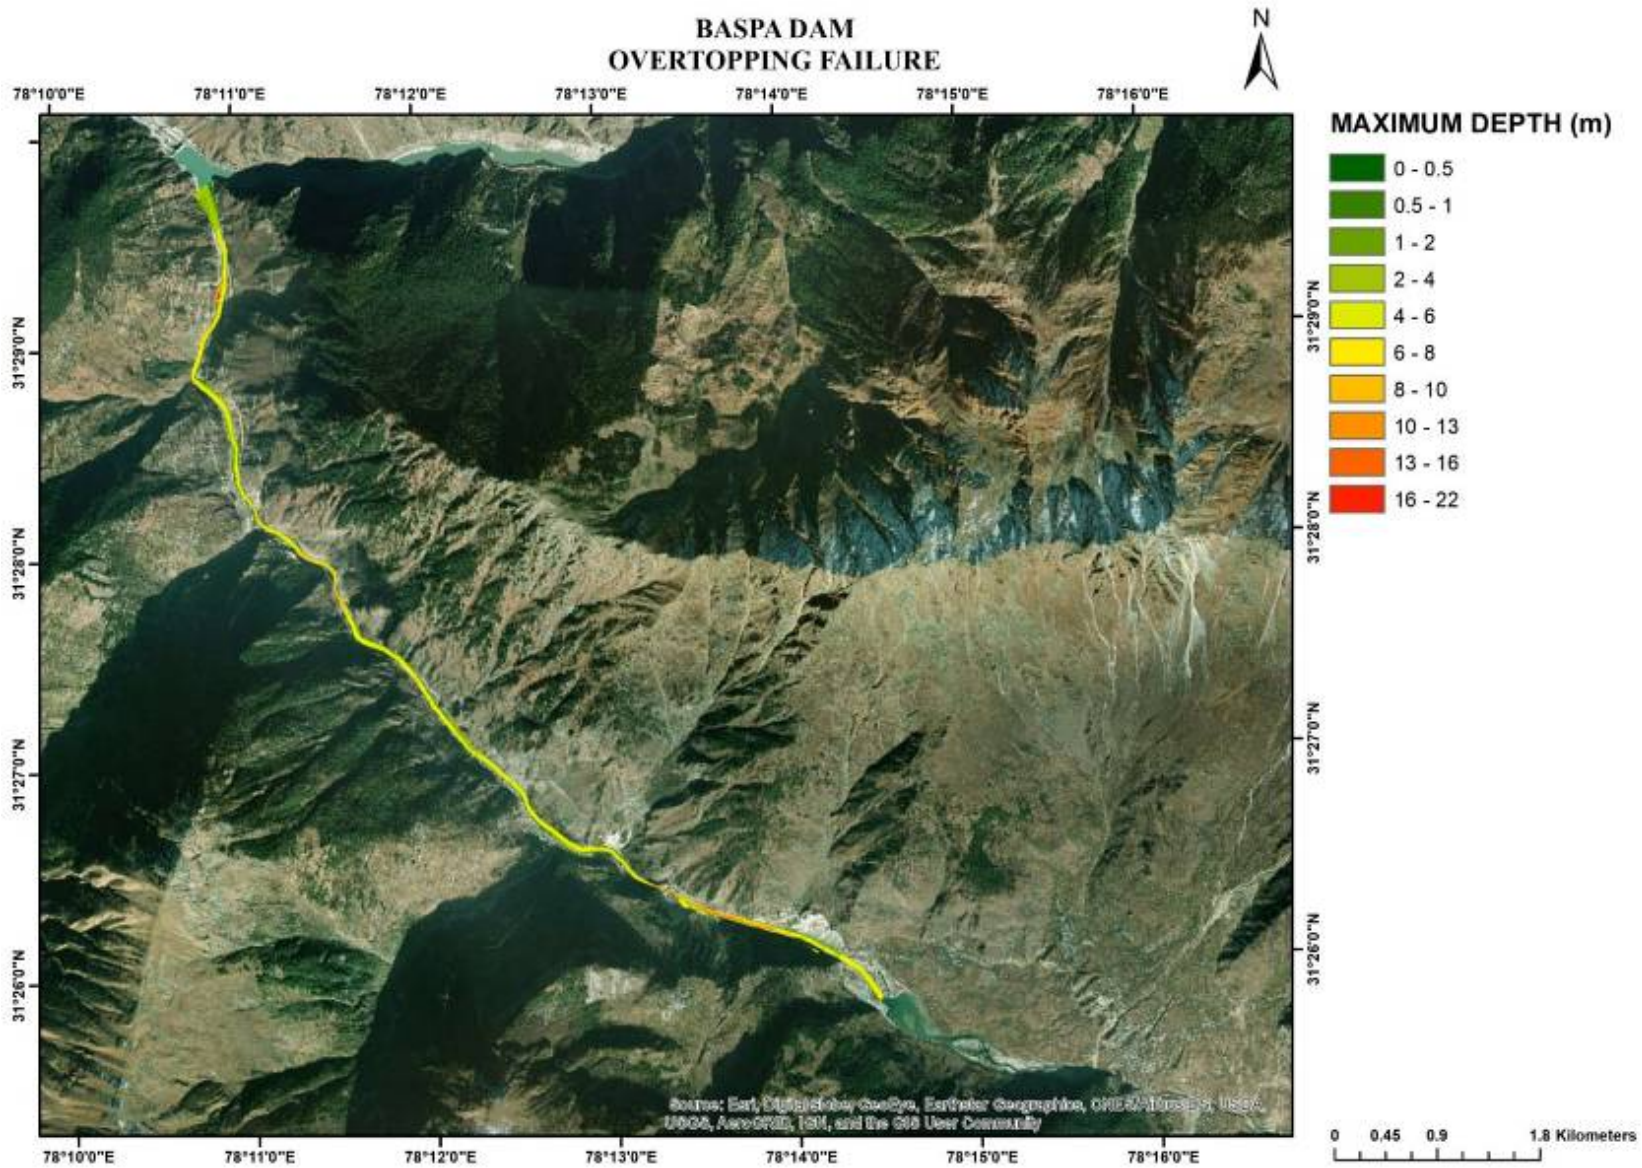 BASPA DAM
OVERTOPPING FAILURE
N
78°10'0"E 78°11'0"E 78°12'0"E 78°13'0"E 78°14'0"E 78°15'0"E 78°16'0"E
MAXIMUM DEPTH (m)
0 - 0.5
0.5 - 1
1 - 2
2 - 4
4 - 6
6 - 8
8 - 10
10 - 13
13 - 16
16 - 22
31°29'0"N
31°28'0"N
31°27'0"N
31°26'0"N
31°29'0"N
31°28'0"N
31°27'0"N
31°26'0"N
Source: Esri, DigitalGlobe, GeoEye, Earthstar Geographics,
USGS, AeroGRID, IGN, and the GIS User Community
78°10'0"E 78°11'0"E 78°12'0"E 78°13'0"E 78°14'0"E 78°15'0"E 78°16'0"E
0 0.45 0.9 1.8 Kilometers